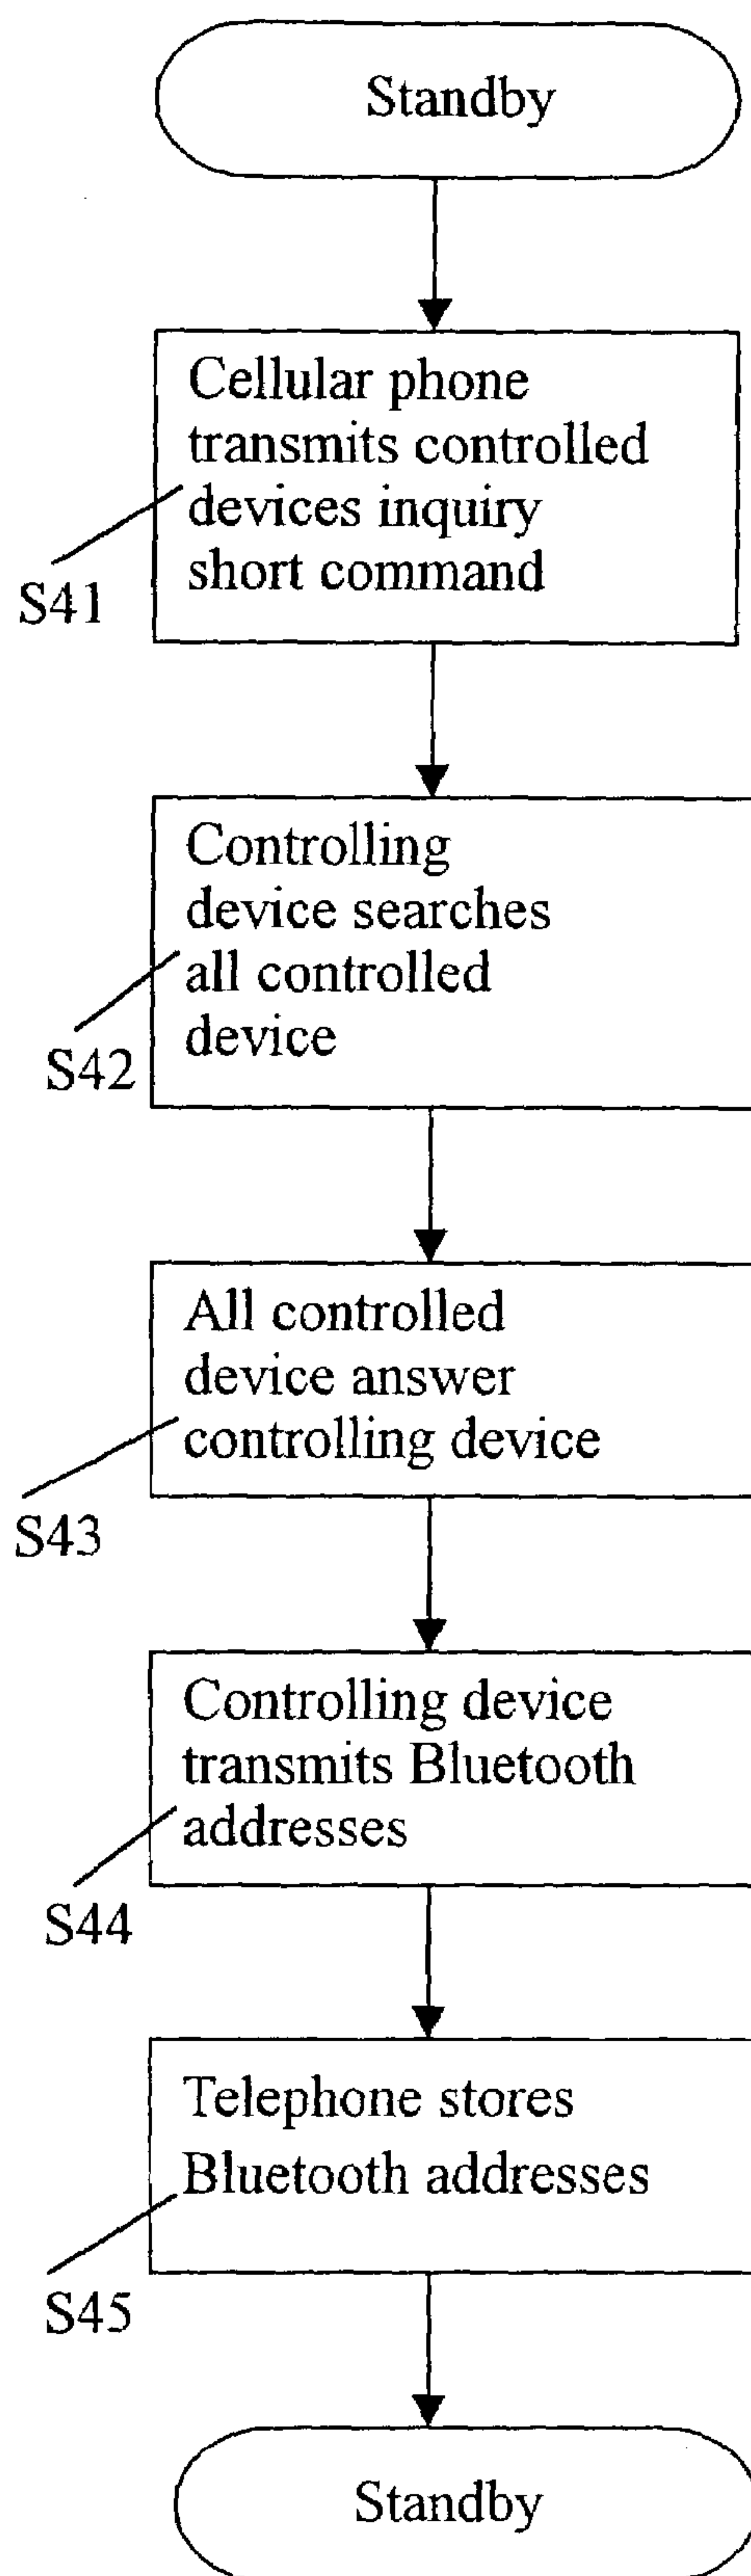 Standby
Cellular phone
transmits controlled
devices inquiry
short command
S41
Controlling
device searches
all controlled
device
S42
All controlled
device answer
controlling device
S43
Controlling device
transmits Bluetooth
addresses
S44
Telephone stores
Bluetooth addresses
S45
Standby